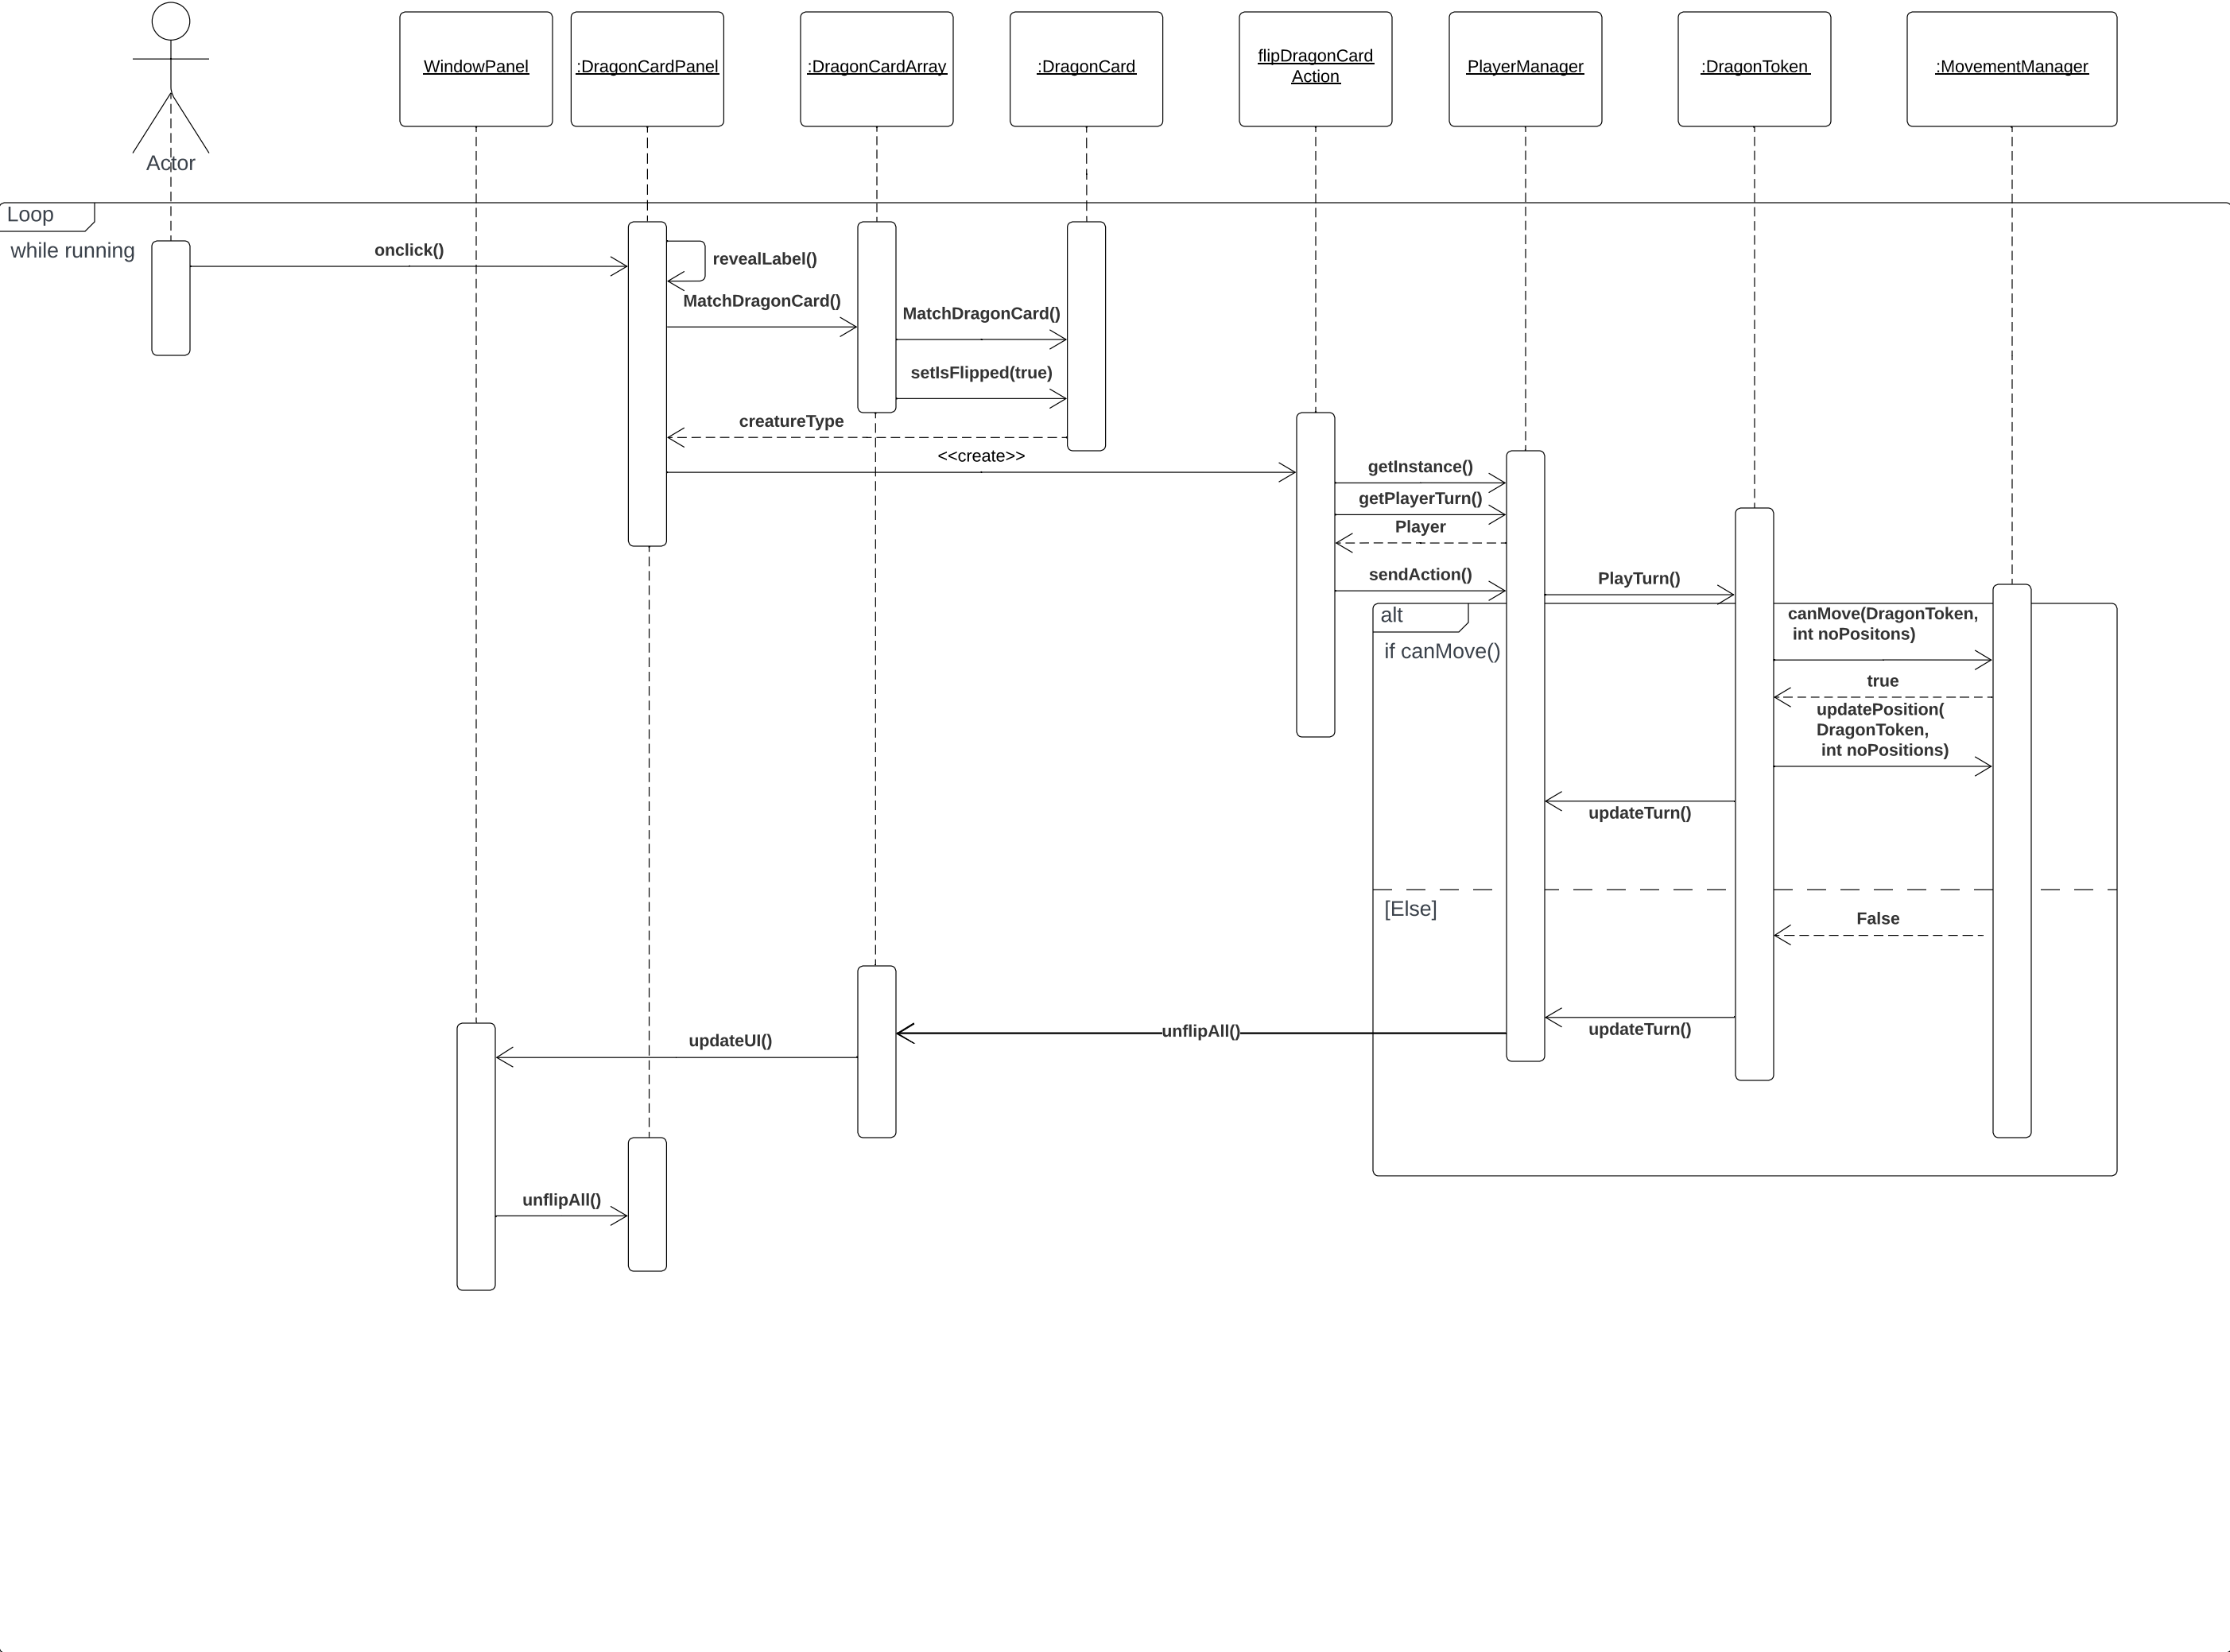 Actor
WindowPanel
:DragonCardPanel
:DragonCardArray
:DragonCard
flipDragonCard
Action
PlayerManager
:DragonToken
:MovementManager
Loop
while running
onclick()
revealLabel()
MatchDragonCard()
MatchDragonCard()
setIsFlipped(true)
creatureType
<<create>>
getInstance()
getPlayerTurn()
Player
sendAction()
PlayTurn()
alt
if canMove()
canMove(DragonToken,
int noPositons)
true
updatePosition(
DragonToken,
int noPositions)
updateTurn()
[Else]
False
updateTurn()
unflipAll()
updateUI()
unflipAll()